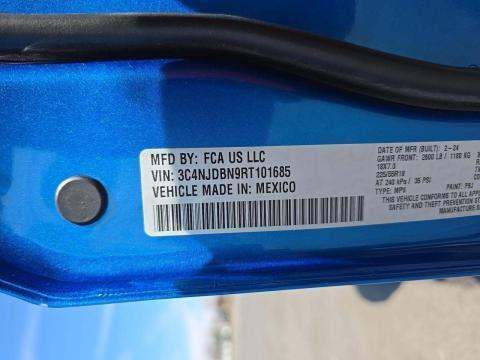 MFD BY: FCA US LLC
VIN: 3C4NJDBN9RT101685
VEHICLE MADE IN: MEXICO
DATE OF MFR (BUILT): 2-24
GAWR FRONT: 2600 LB / 1180 KG
18X7.0
225/55R18
AT 240 kPa / 35 PSI
TYPE: MPV
PAINT: PSJ
THIS VEHICLE CONFORMS TO ALL APP
SAFETY AND THEFT PREVENTION S
MANUFACTURE